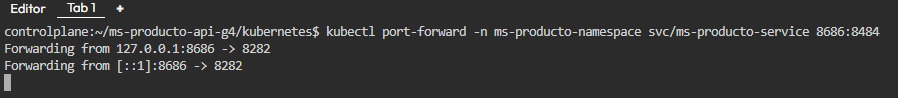 Editor Tab 1 +
controlplane:~/ms-producto-api-g4/kubernetes$ kubectl port-forward -n ms-producto-namespace svc/ms-producto-service 8686:8484
Forwarding from 127.0.0.1:8686 -> 8282
Forwarding from [::1]:8686 -> 8282